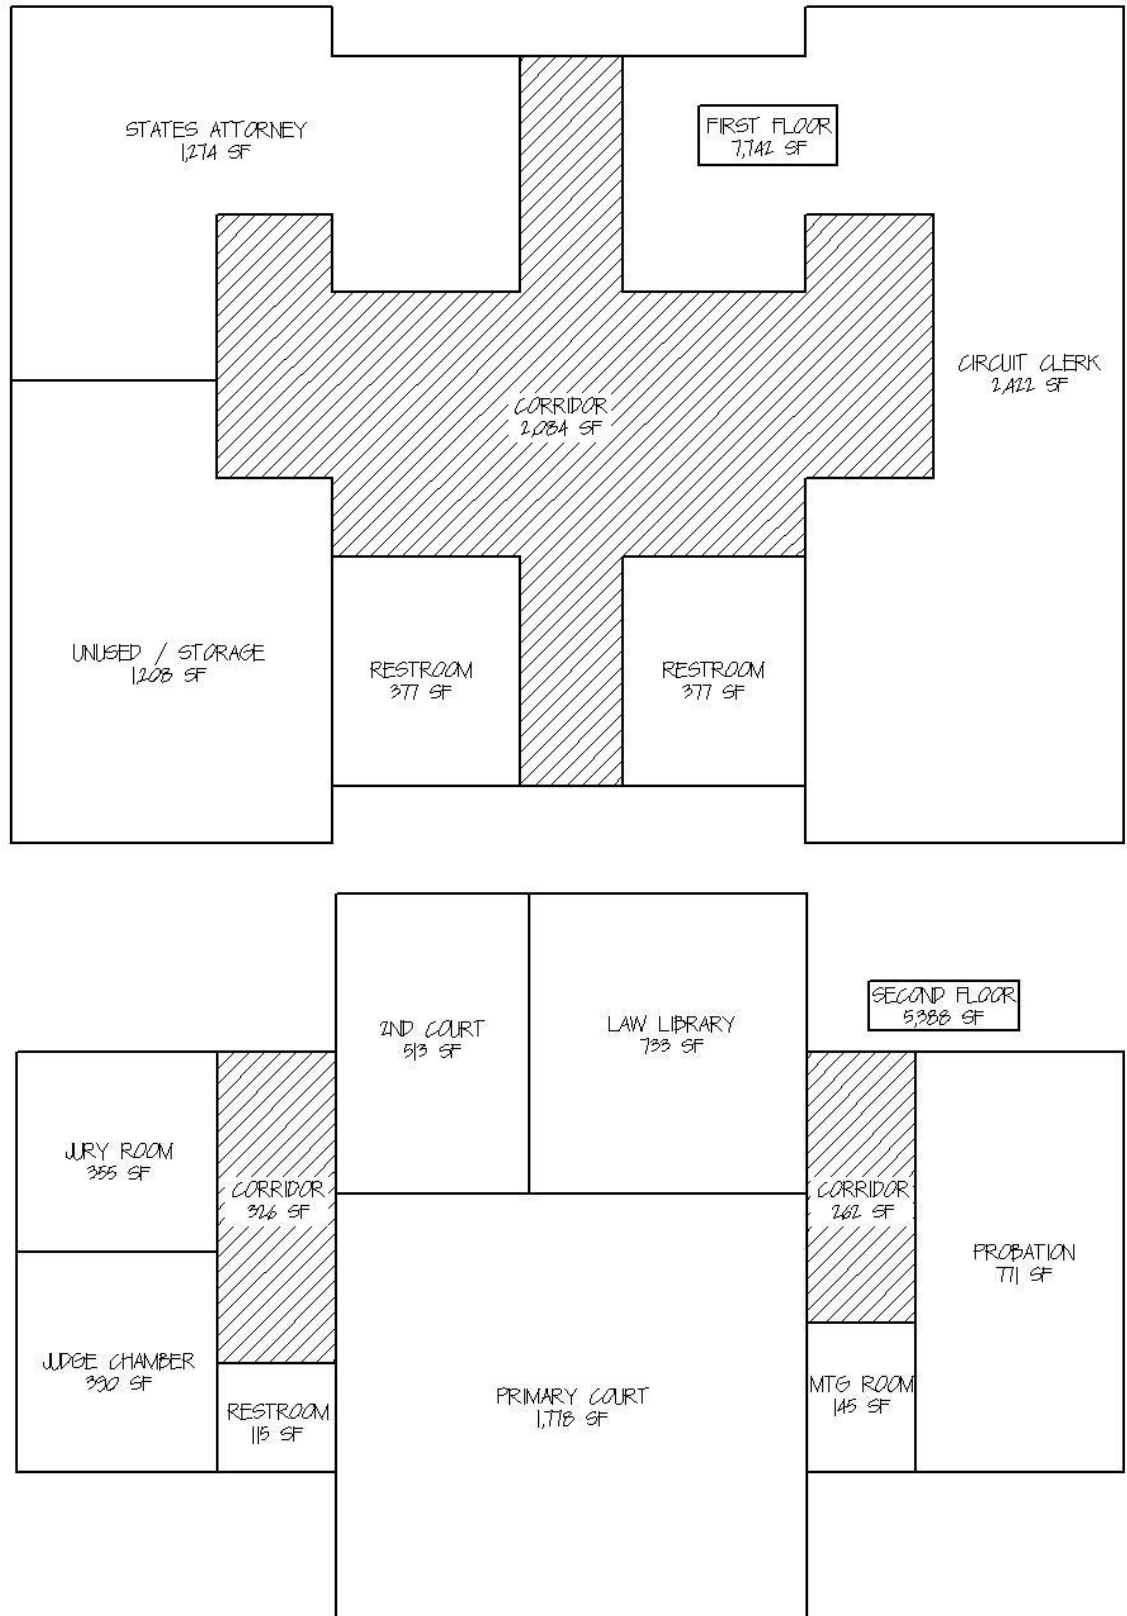 STATES ATTORNEY
1,274 SF
FIRST FLOOR
7,742 SF
CIRCUIT CLERK
2,422 SF
CORRIDOR
2,084 SF
UNUSED / STORAGE
1,208 SF
RESTROOM
377 SF
RESTROOM
377 SF
SECOND FLOOR
5,388 SF
2ND COURT
513 SF
LAW LIBRARY
733 SF
JURY ROOM
355 SF
CORRIDOR
326 SF
CORRIDOR
262 SF
PROBATION
771 SF
JUDGE CHAMBER
390 SF
RESTROOM
115 SF
PRIMARY COURT
1,778 SF
MTG ROOM
145 SF